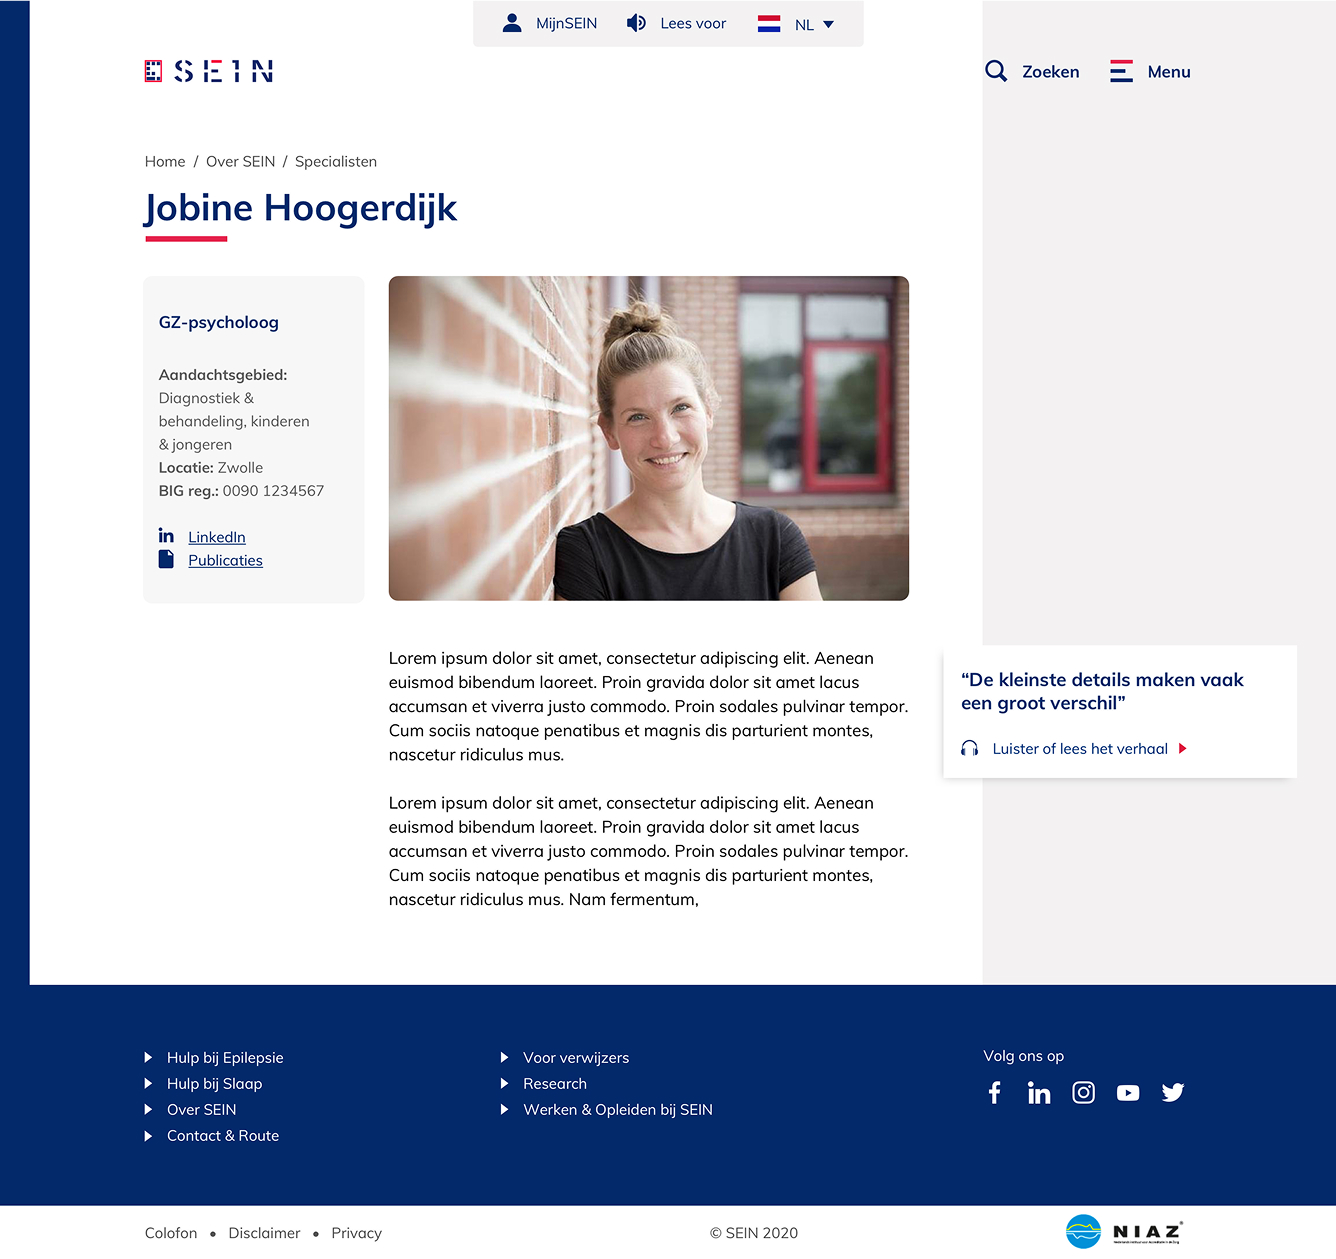 MijnSEIN
Lees voor
NL
SEIN
Zoeken
Menu
Home / Over SEIN / Specialisten
Jobine Hoogerdijk
GZ-psycholoog
Aandachtsgebied:
Diagnostiek &
behandeling, kinderen
& jongeren
Locatie: Zwolle
BIG reg.: 0090 1234567
LinkedIn
Publicaties
Lorem ipsum dolor sit amet, consectetur adipiscing elit. Aenean
euismod bibendum laoreet. Proin gravida dolor sit amet lacus
accumsan et viverra justo commodo. Proin sodales pulvinar tempor.
Cum sociis natoque penatibus et magnis dis parturient montes,
nascetur ridiculus mus.
“De kleinste details maken vaak
een groot verschil”
Luister of lees het verhaal
Lorem ipsum dolor sit amet, consectetur adipiscing elit. Aenean
euismod bibendum laoreet. Proin gravida dolor sit amet lacus
accumsan et viverra justo commodo. Proin sodales pulvinar tempor.
Cum sociis natoque penatibus et magnis dis parturient montes,
nascetur ridiculus mus. Nam fermentum,
Hulp bij Epilepsie
Hulp bij Slaap
Over SEIN
Contact & Route
Voor verwijzers
Research
Werken & Opleiden bij SEIN
Volg ons op
Colofon • Disclaimer • Privacy
© SEIN 2020
NIAZ